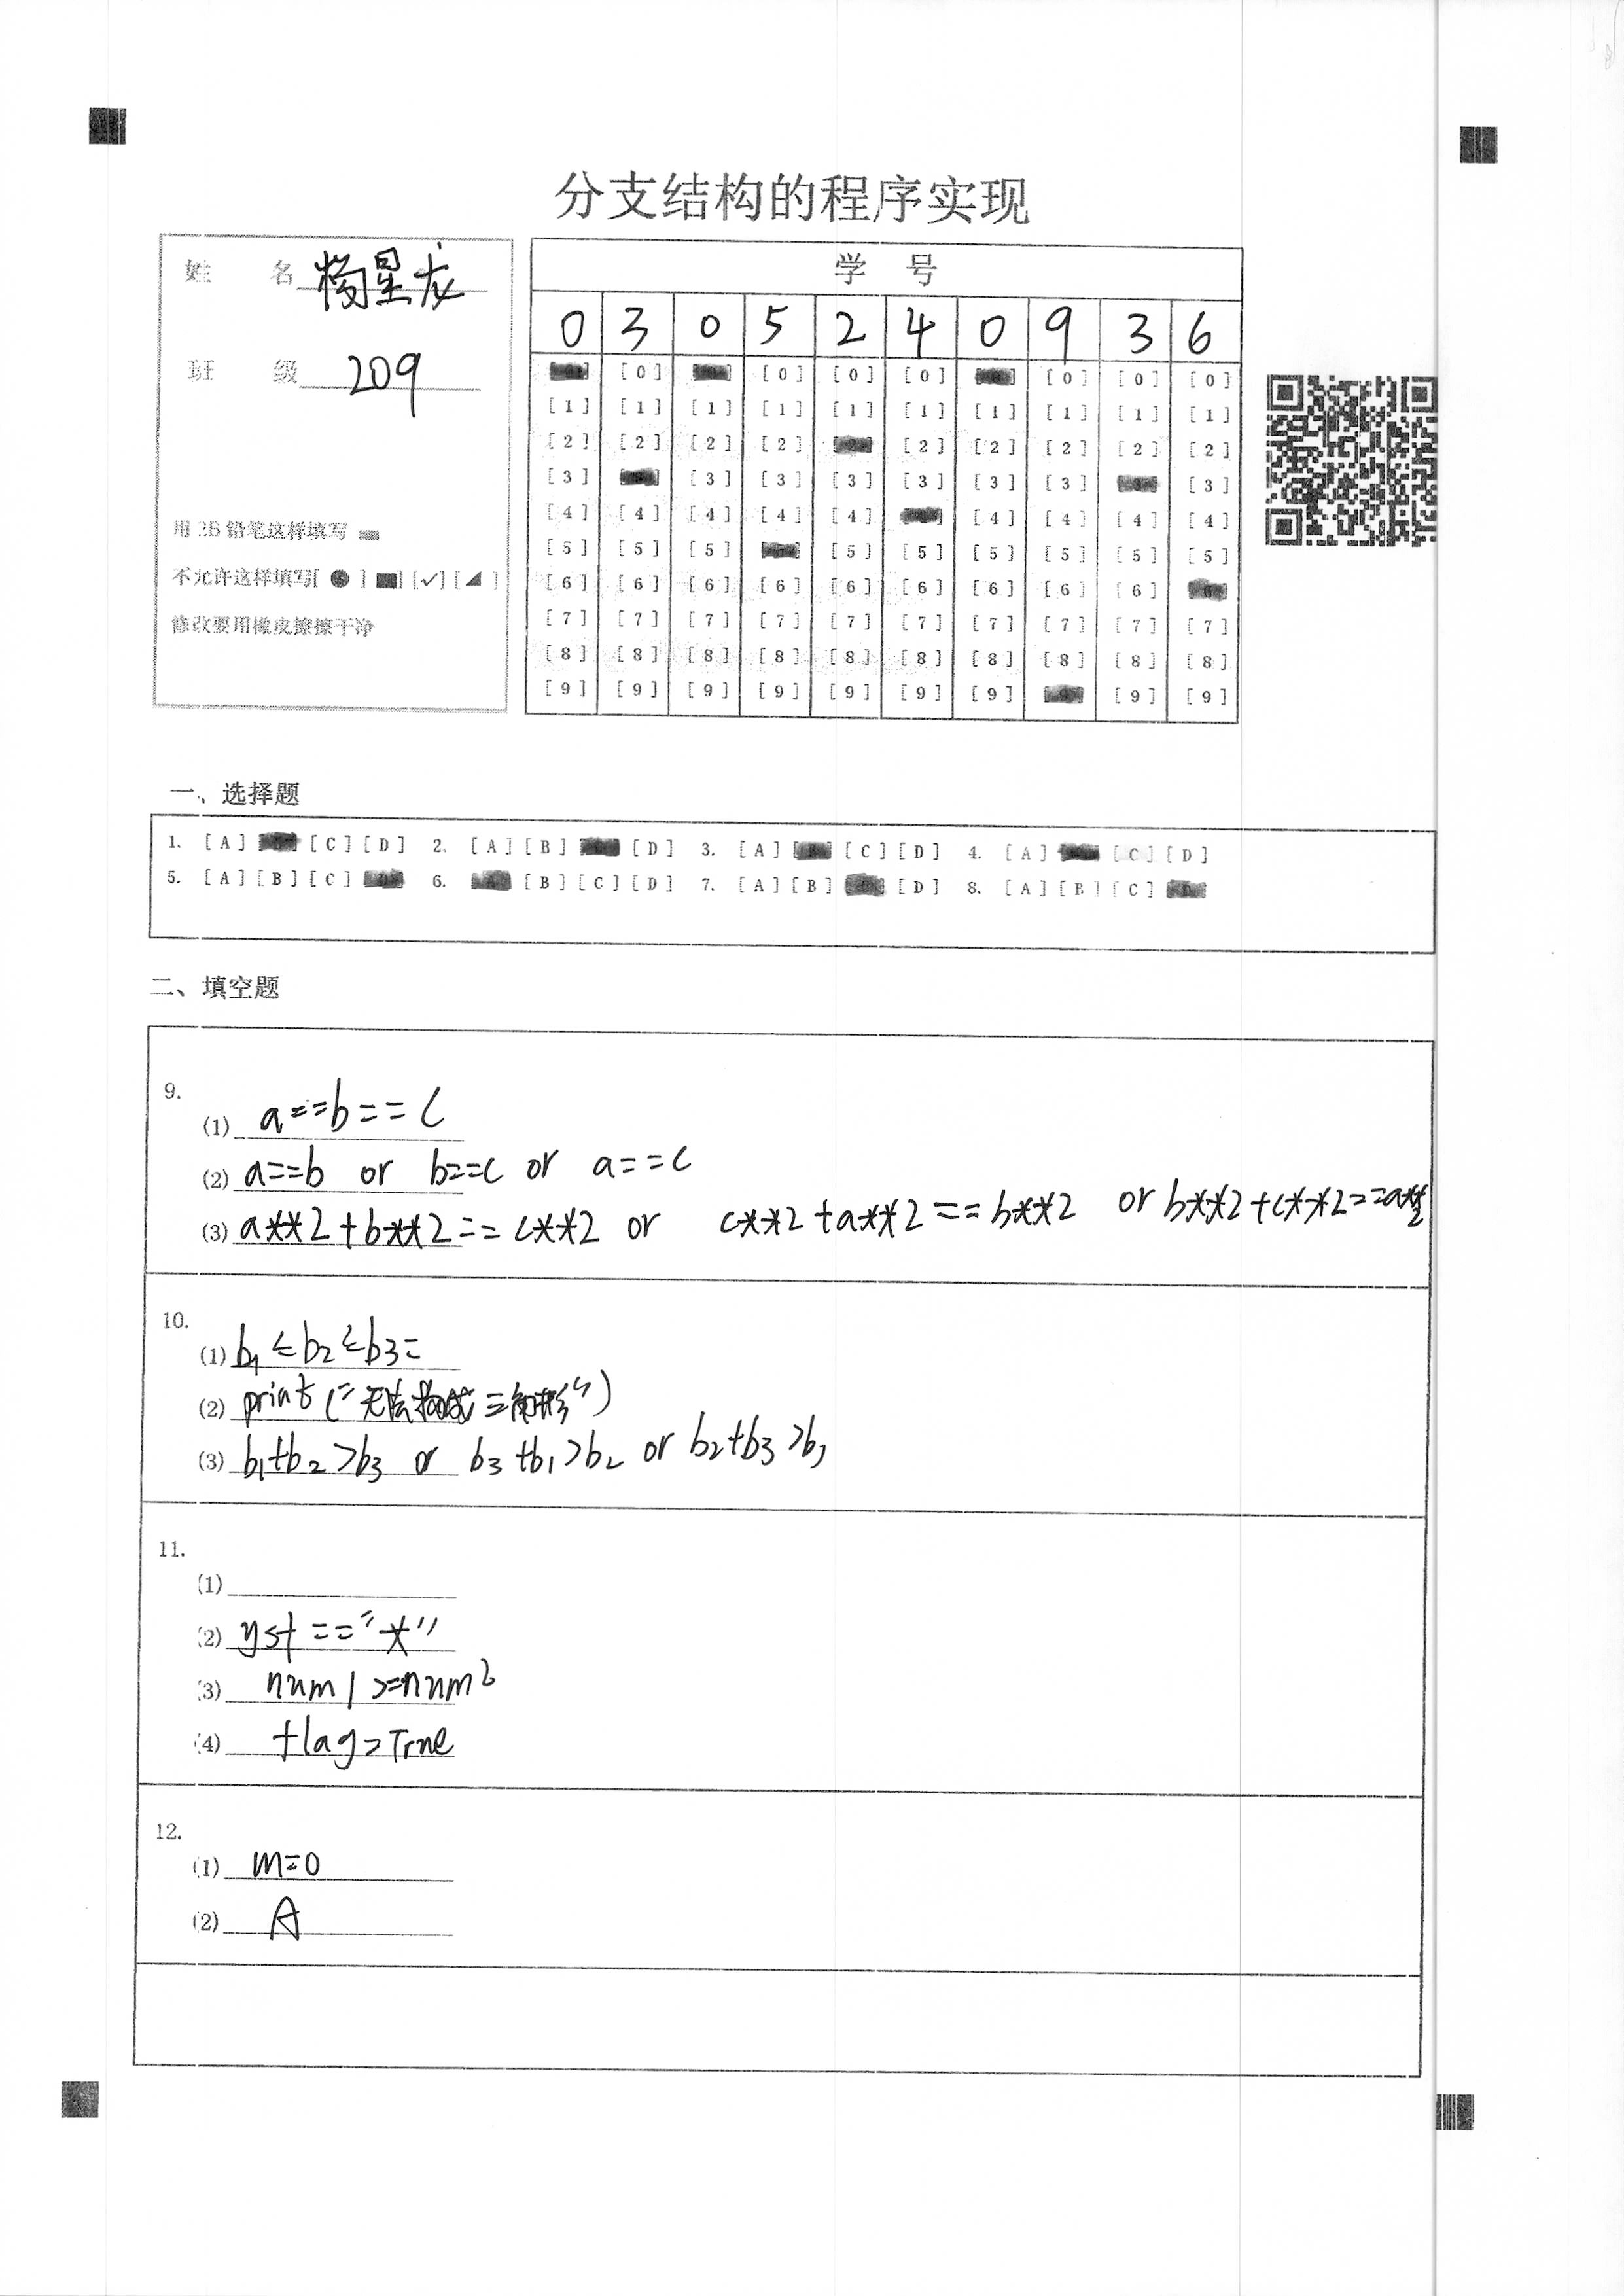 分支结构的程序实现
姓 名 杨星龙
班 级 209
用 2B 铅笔这样填写
不允许这样填写[ ● ] [■] [✓] [◢ ]
修改要用橡皮擦擦干净
学 号
0 3 0 5 2 4 0 9 3 6
[0] [0] [0] [0] [0] [0] [0]
[1] [1] [1] [1] [1] [1] [1] [1] [1] [1]
[2] [2] [2] [2] [2] [2] [2] [2] [2]
[3] [3] [3] [3] [3] [3] [3] [3]
[4] [4] [4] [4] [4] [4] [4] [4] [4]
[5] [5] [5] [5] [5] [5] [5] [5] [5]
[6] [6] [6] [6] [6] [6] [6] [6] [6]
[7] [7] [7] [7] [7] [7] [7] [7] [7] [7]
[8] [8] [8] [8] [8] [8] [8] [8] [8] [8]
[9] [9] [9] [9] [9] [9] [9] [9] [9]
一、选择题
1. [A] [C] [D] 2. [A] [B] [D] 3. [A] [B] [C] [D] 4. [A] [C] [D]
5. [A] [B] [C] 6. [A] [B] [C] [D] 7. [A] [B] [D] 8. [A] [B] [C] [D]
二、填空题
9.
(1) a==b==c
(2) a==b or b==c or a==c
(3) a**2+b**2==c**2 or c**2+a**2==b**2 or b**2+c**2==a**2
10.
(1) b1≤b2≤b3=
(2) print("无法构成三角形")
(3) b1+b2>b3 or b3+b1>b2 or b2+b3>b1
11.
(1)
(2) yst=="*"
(3) num1>=num2
(4) flag=True
12.
(1) m=0
(2) A